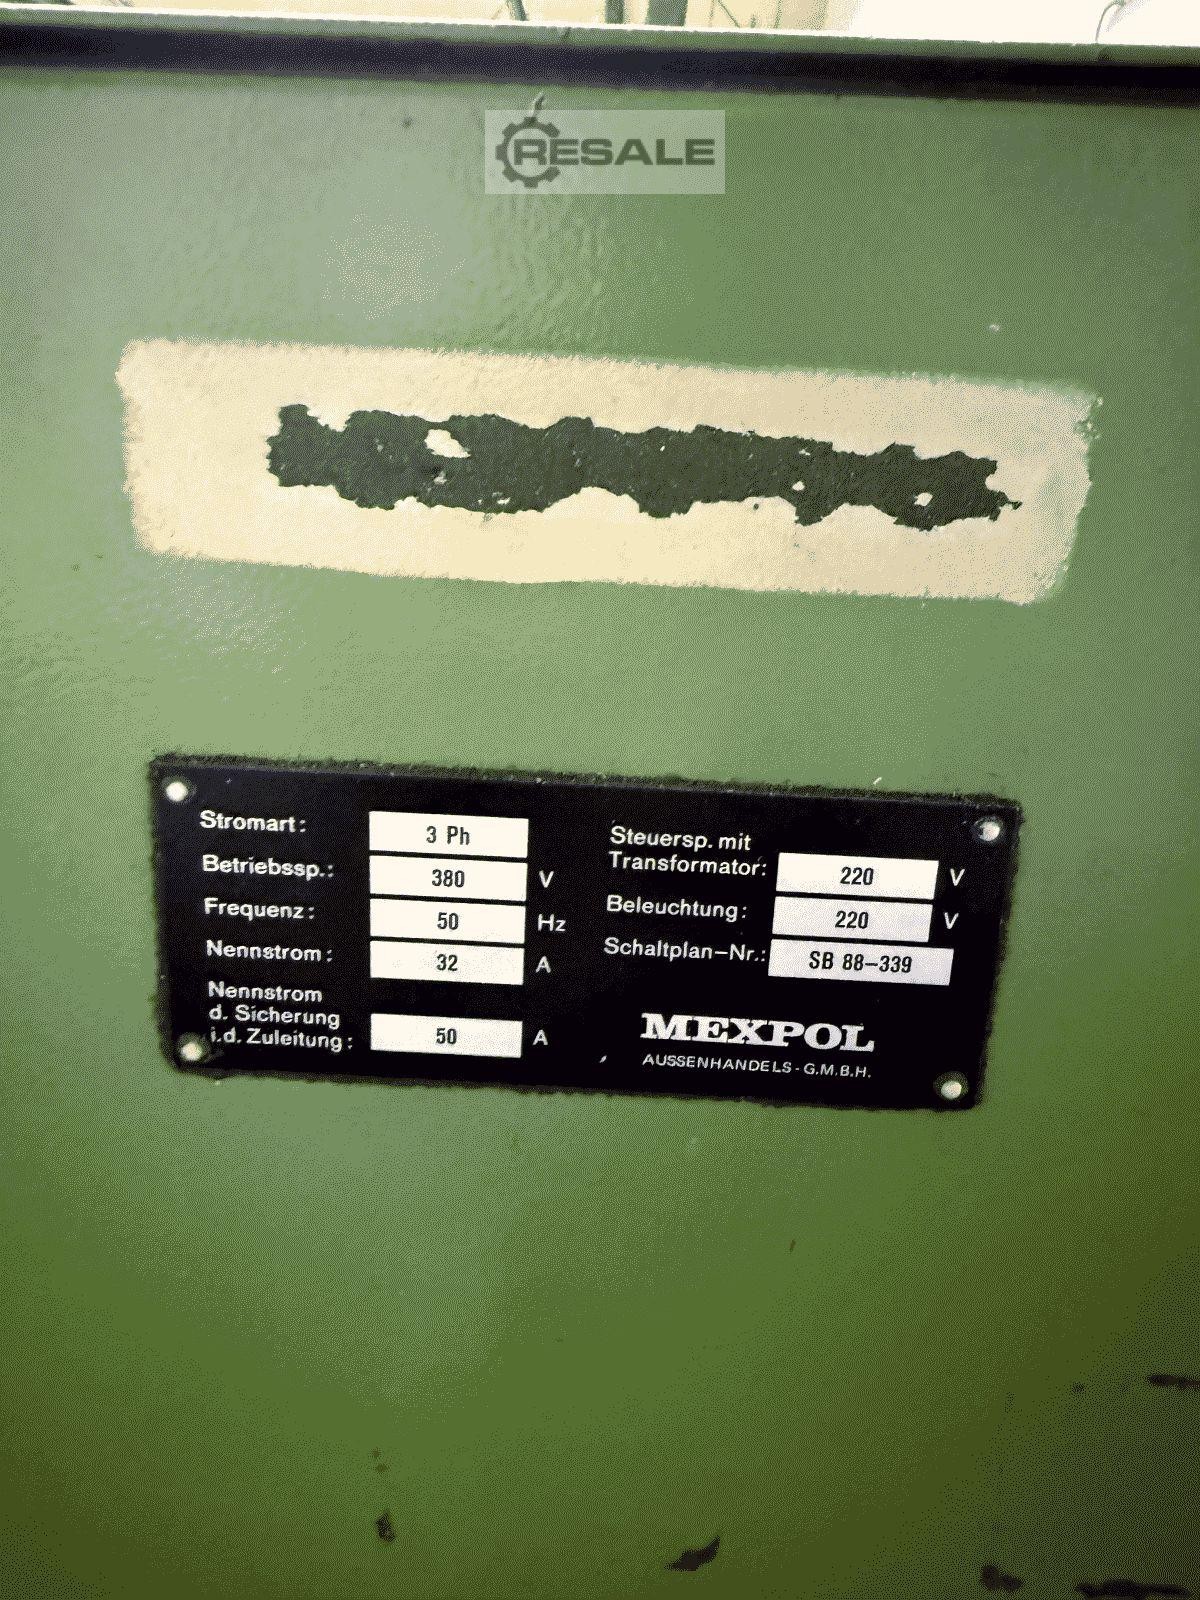 RESALE
Stromart: 3 Ph
Betriebssp.: 380 V
Frequenz: 50 Hz
Nennstrom: 32 A
Nennstrom
d. Sicherung
i.d. Zuleitung: 50 A
Steuersp. mit
Transformator: 220 V
Beleuchtung: 220 V
Schaltplan-Nr.: SB 88-339
MEXPOL
AUSSENHANDELS-G.M.B.H.